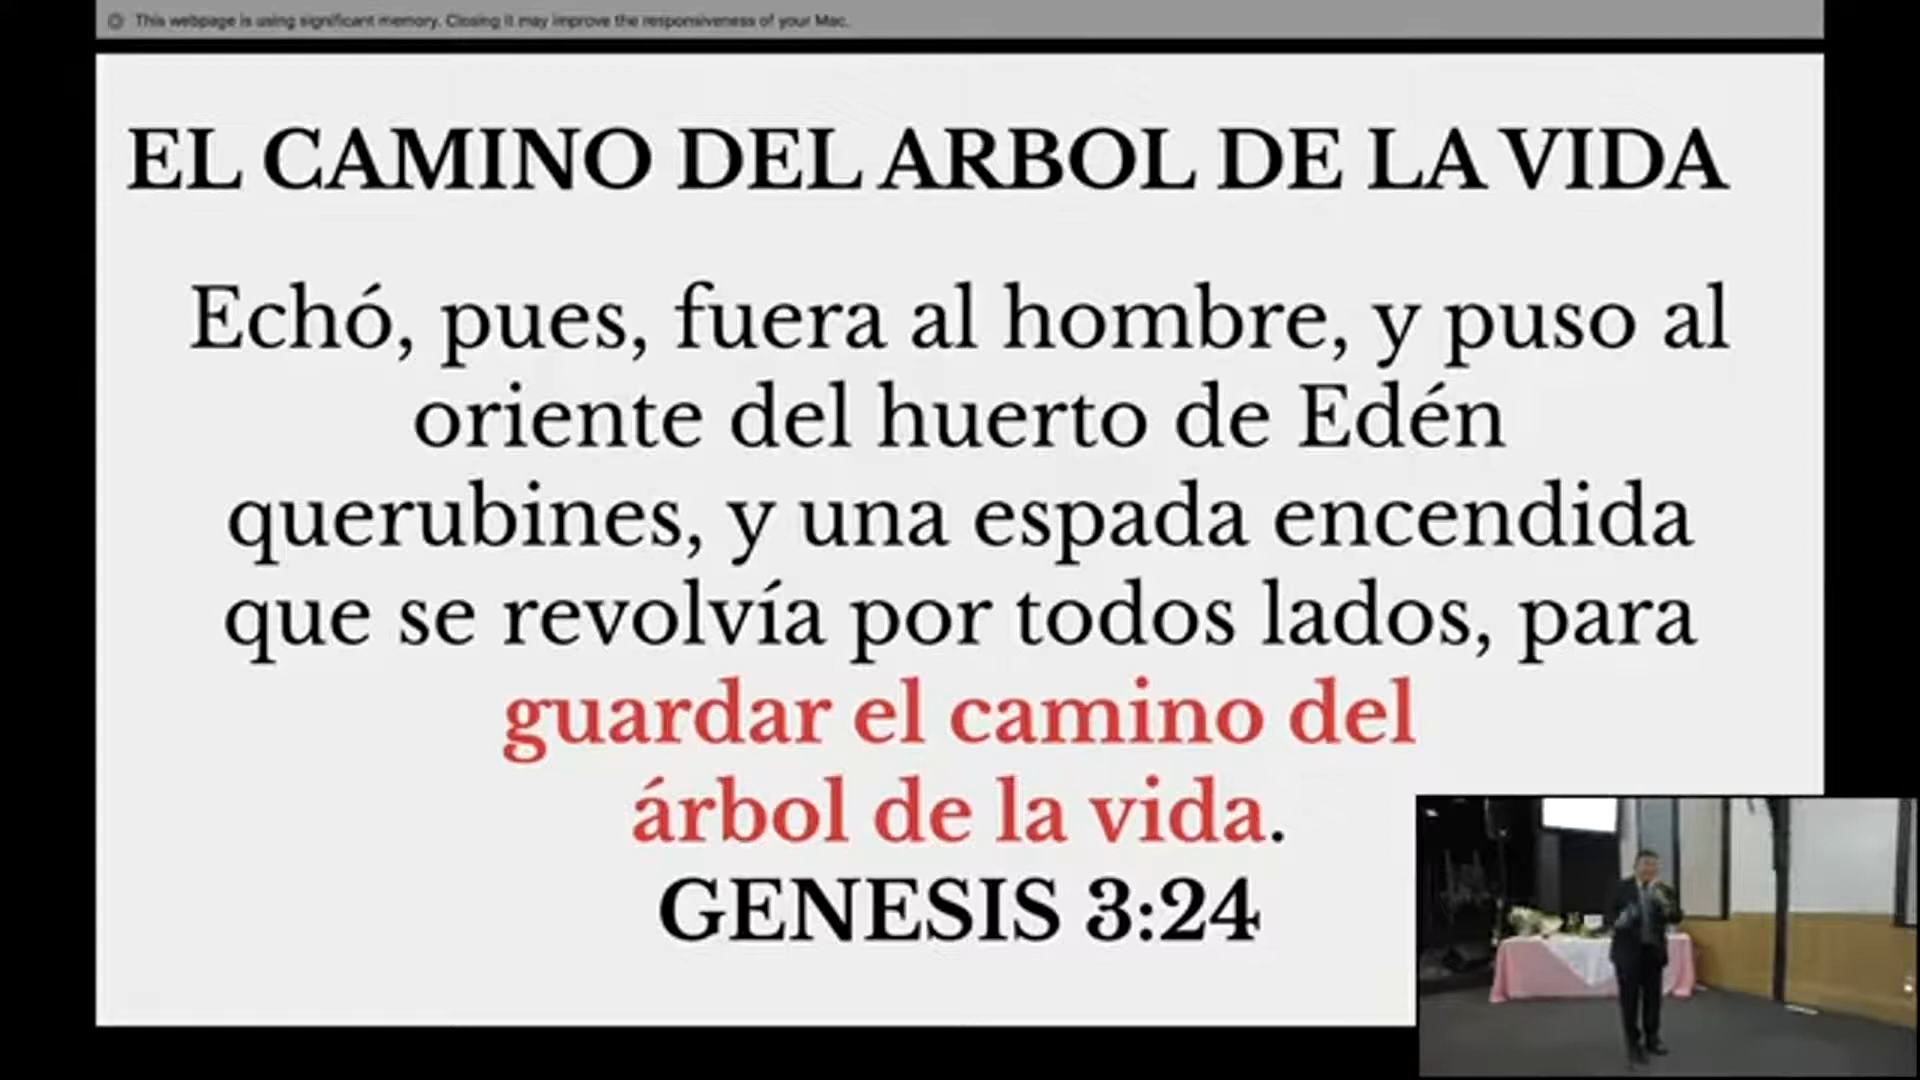 This webpage is using significant memory. Closing it may improve the responsiveness of your Mac.
EL CAMINO DEL ARBOL DE LA VIDA
Echó, pues, fuera al hombre, y puso al
oriente del huerto de Edén
querubines, y una espada encendida
que se revolvía por todos lados, para
guardar el camino del
árbol de la vida.
GENESIS 3:24